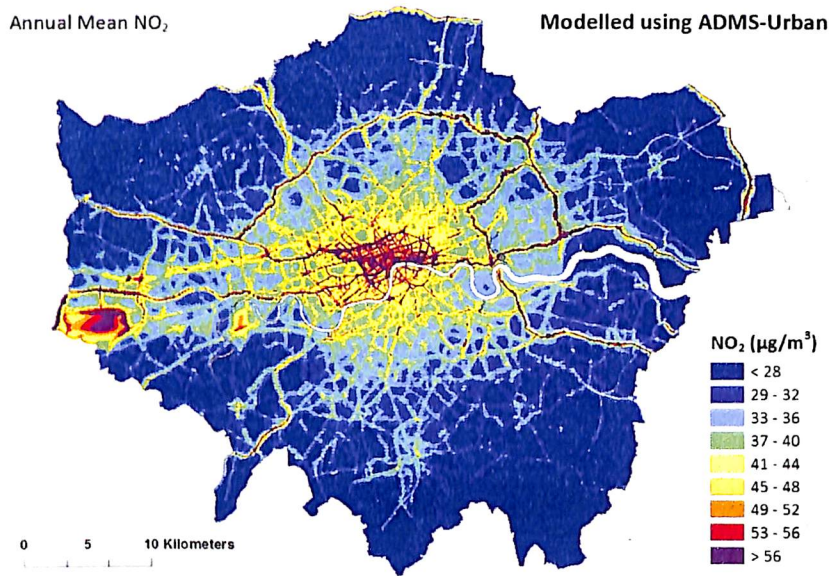 Annual Mean NO₂
Modelled using ADMS-Urban
NO₂ (µg/m³)
< 28
29 - 32
33 - 36
37 - 40
41 - 44
45 - 48
49 - 52
53 - 56
> 56
0 5 10 Kilometers